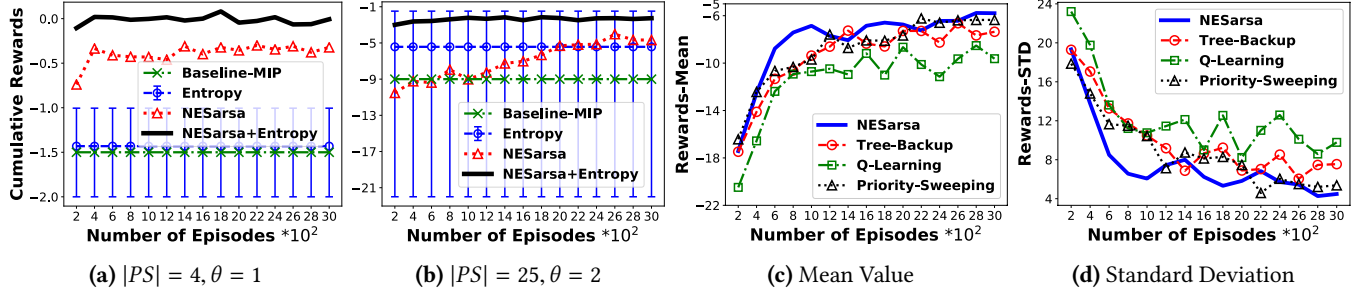 Cumulative Rewards
0.0
−0.5
−1.0
−1.5
−2.0
Baseline-MIP
Entropy
NESarsa
NESarsa+Entropy
2 4 6 8 10 12 14 16 18 20 22 24 26 28 30
Number of Episodes *10²
(a) |PS| = 4, θ = 1
−1
−5
−9
−13
−17
−21
Baseline-MIP
Entropy
NESarsa
NESarsa+Entropy
2 4 6 8 10 12 14 16 18 20 22 24 26 28 30
Number of Episodes *10²
(b) |PS| = 25, θ = 2
Rewards-Mean
−6
−10
−14
−18
−22
NESarsa
Tree-Backup
Q-Learning
Priority-Sweeping
2 4 6 8 10 12 14 16 18 20 22 24 26 28 30
Number of Episodes *10²
(c) Mean Value
Rewards-STD
24
20
16
12
8
4
NESarsa
Tree-Backup
Q-Learning
Priority-Sweeping
2 4 6 8 10 12 14 16 18 20 22 24 26 28 30
Number of Episodes *10²
(d) Standard Deviation